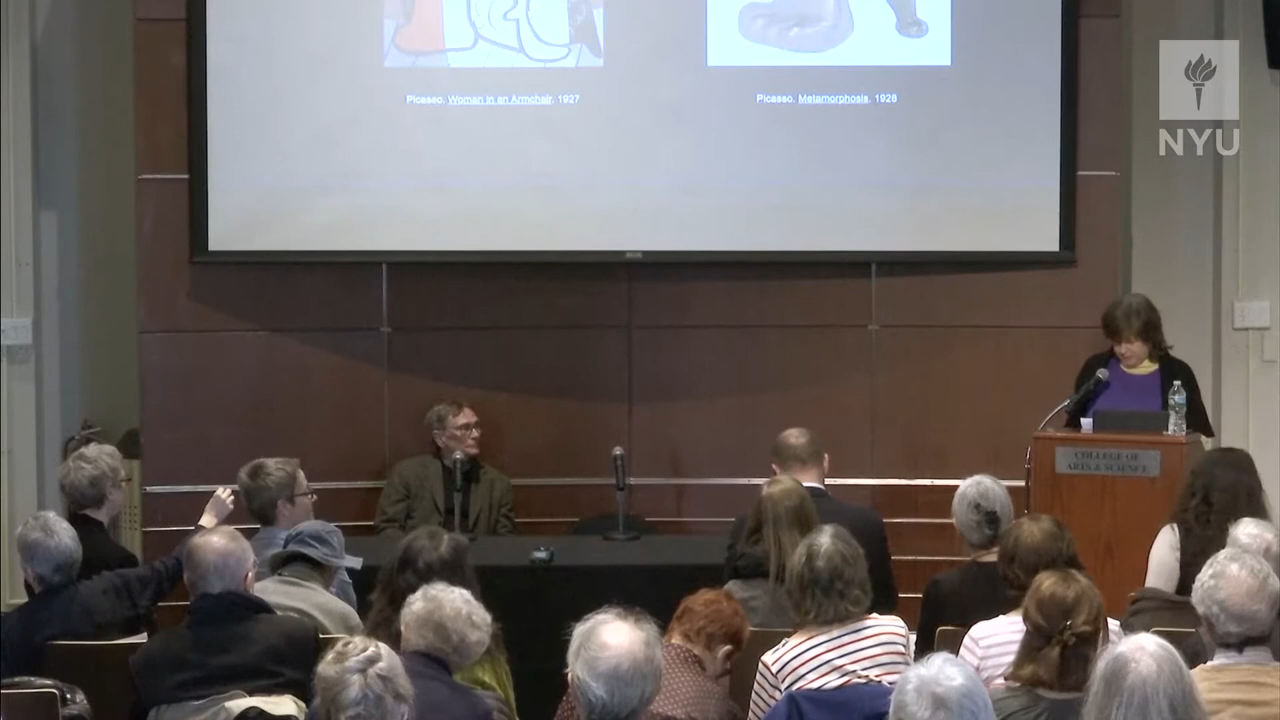 Picasso. Woman in an Armchair. 1927
Picasso. Metamorphosis. 1928
NYU
COLLEGE OF
ARTS & SCIENCE